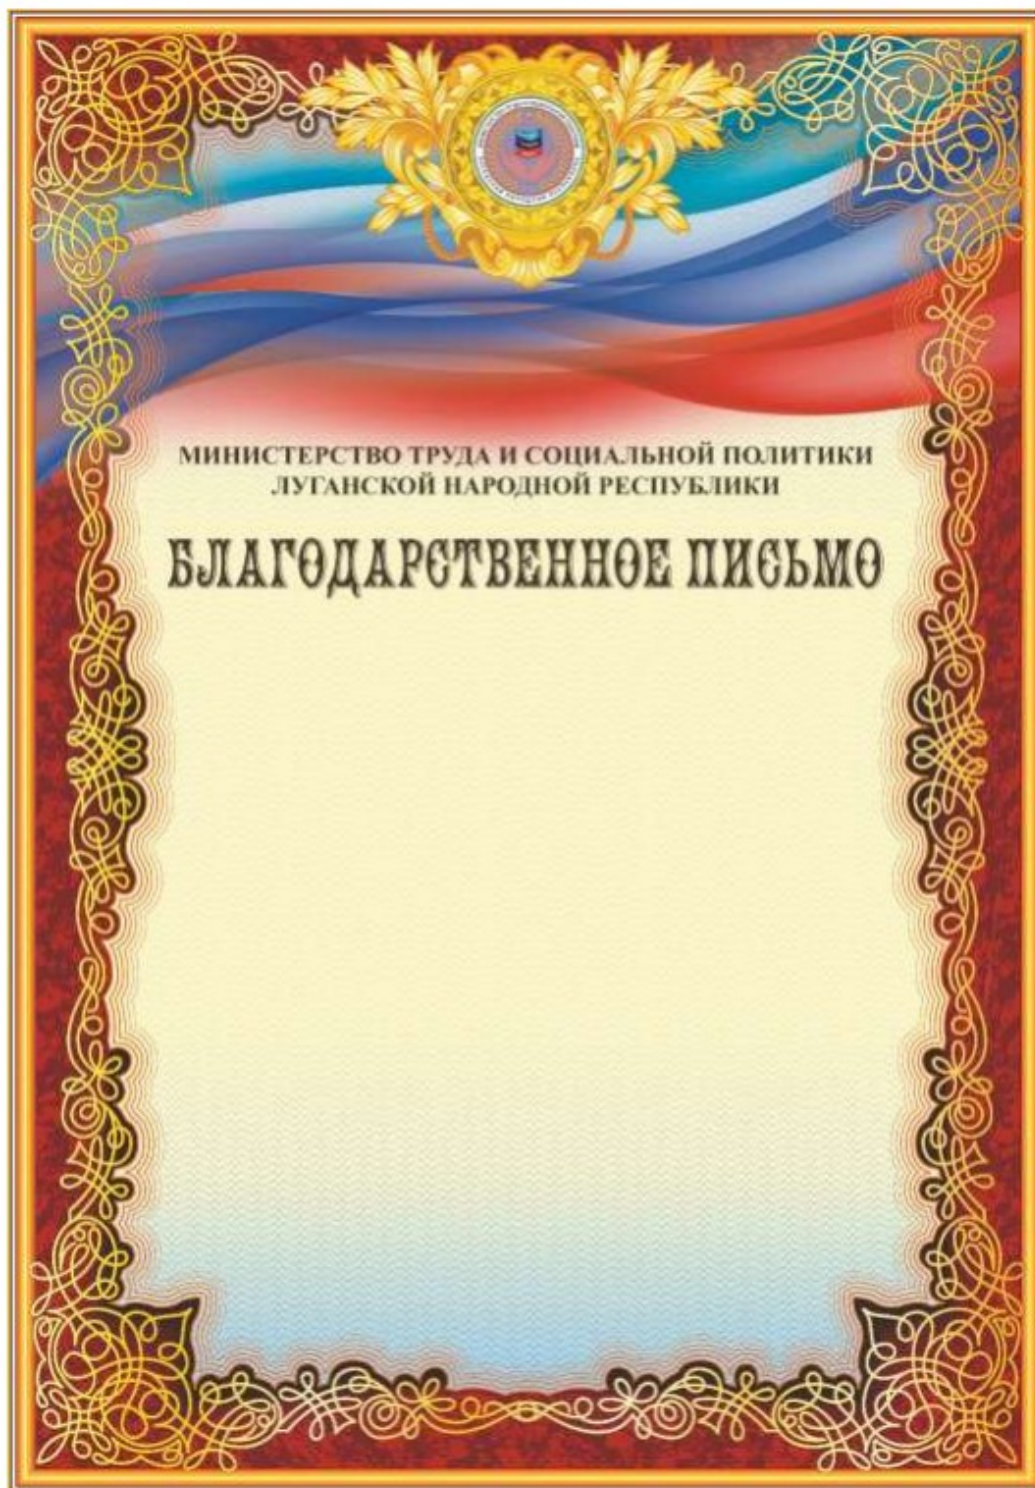 МИНИСТЕРСТВО ТРУДА И СОЦИАЛЬНОЙ ПОЛИТИКИ
ЛУГАНСКОЙ НАРОДНОЙ РЕСПУБЛИКИ
БЛАГОДАРСТВЕННОЕ ПИСЬМО